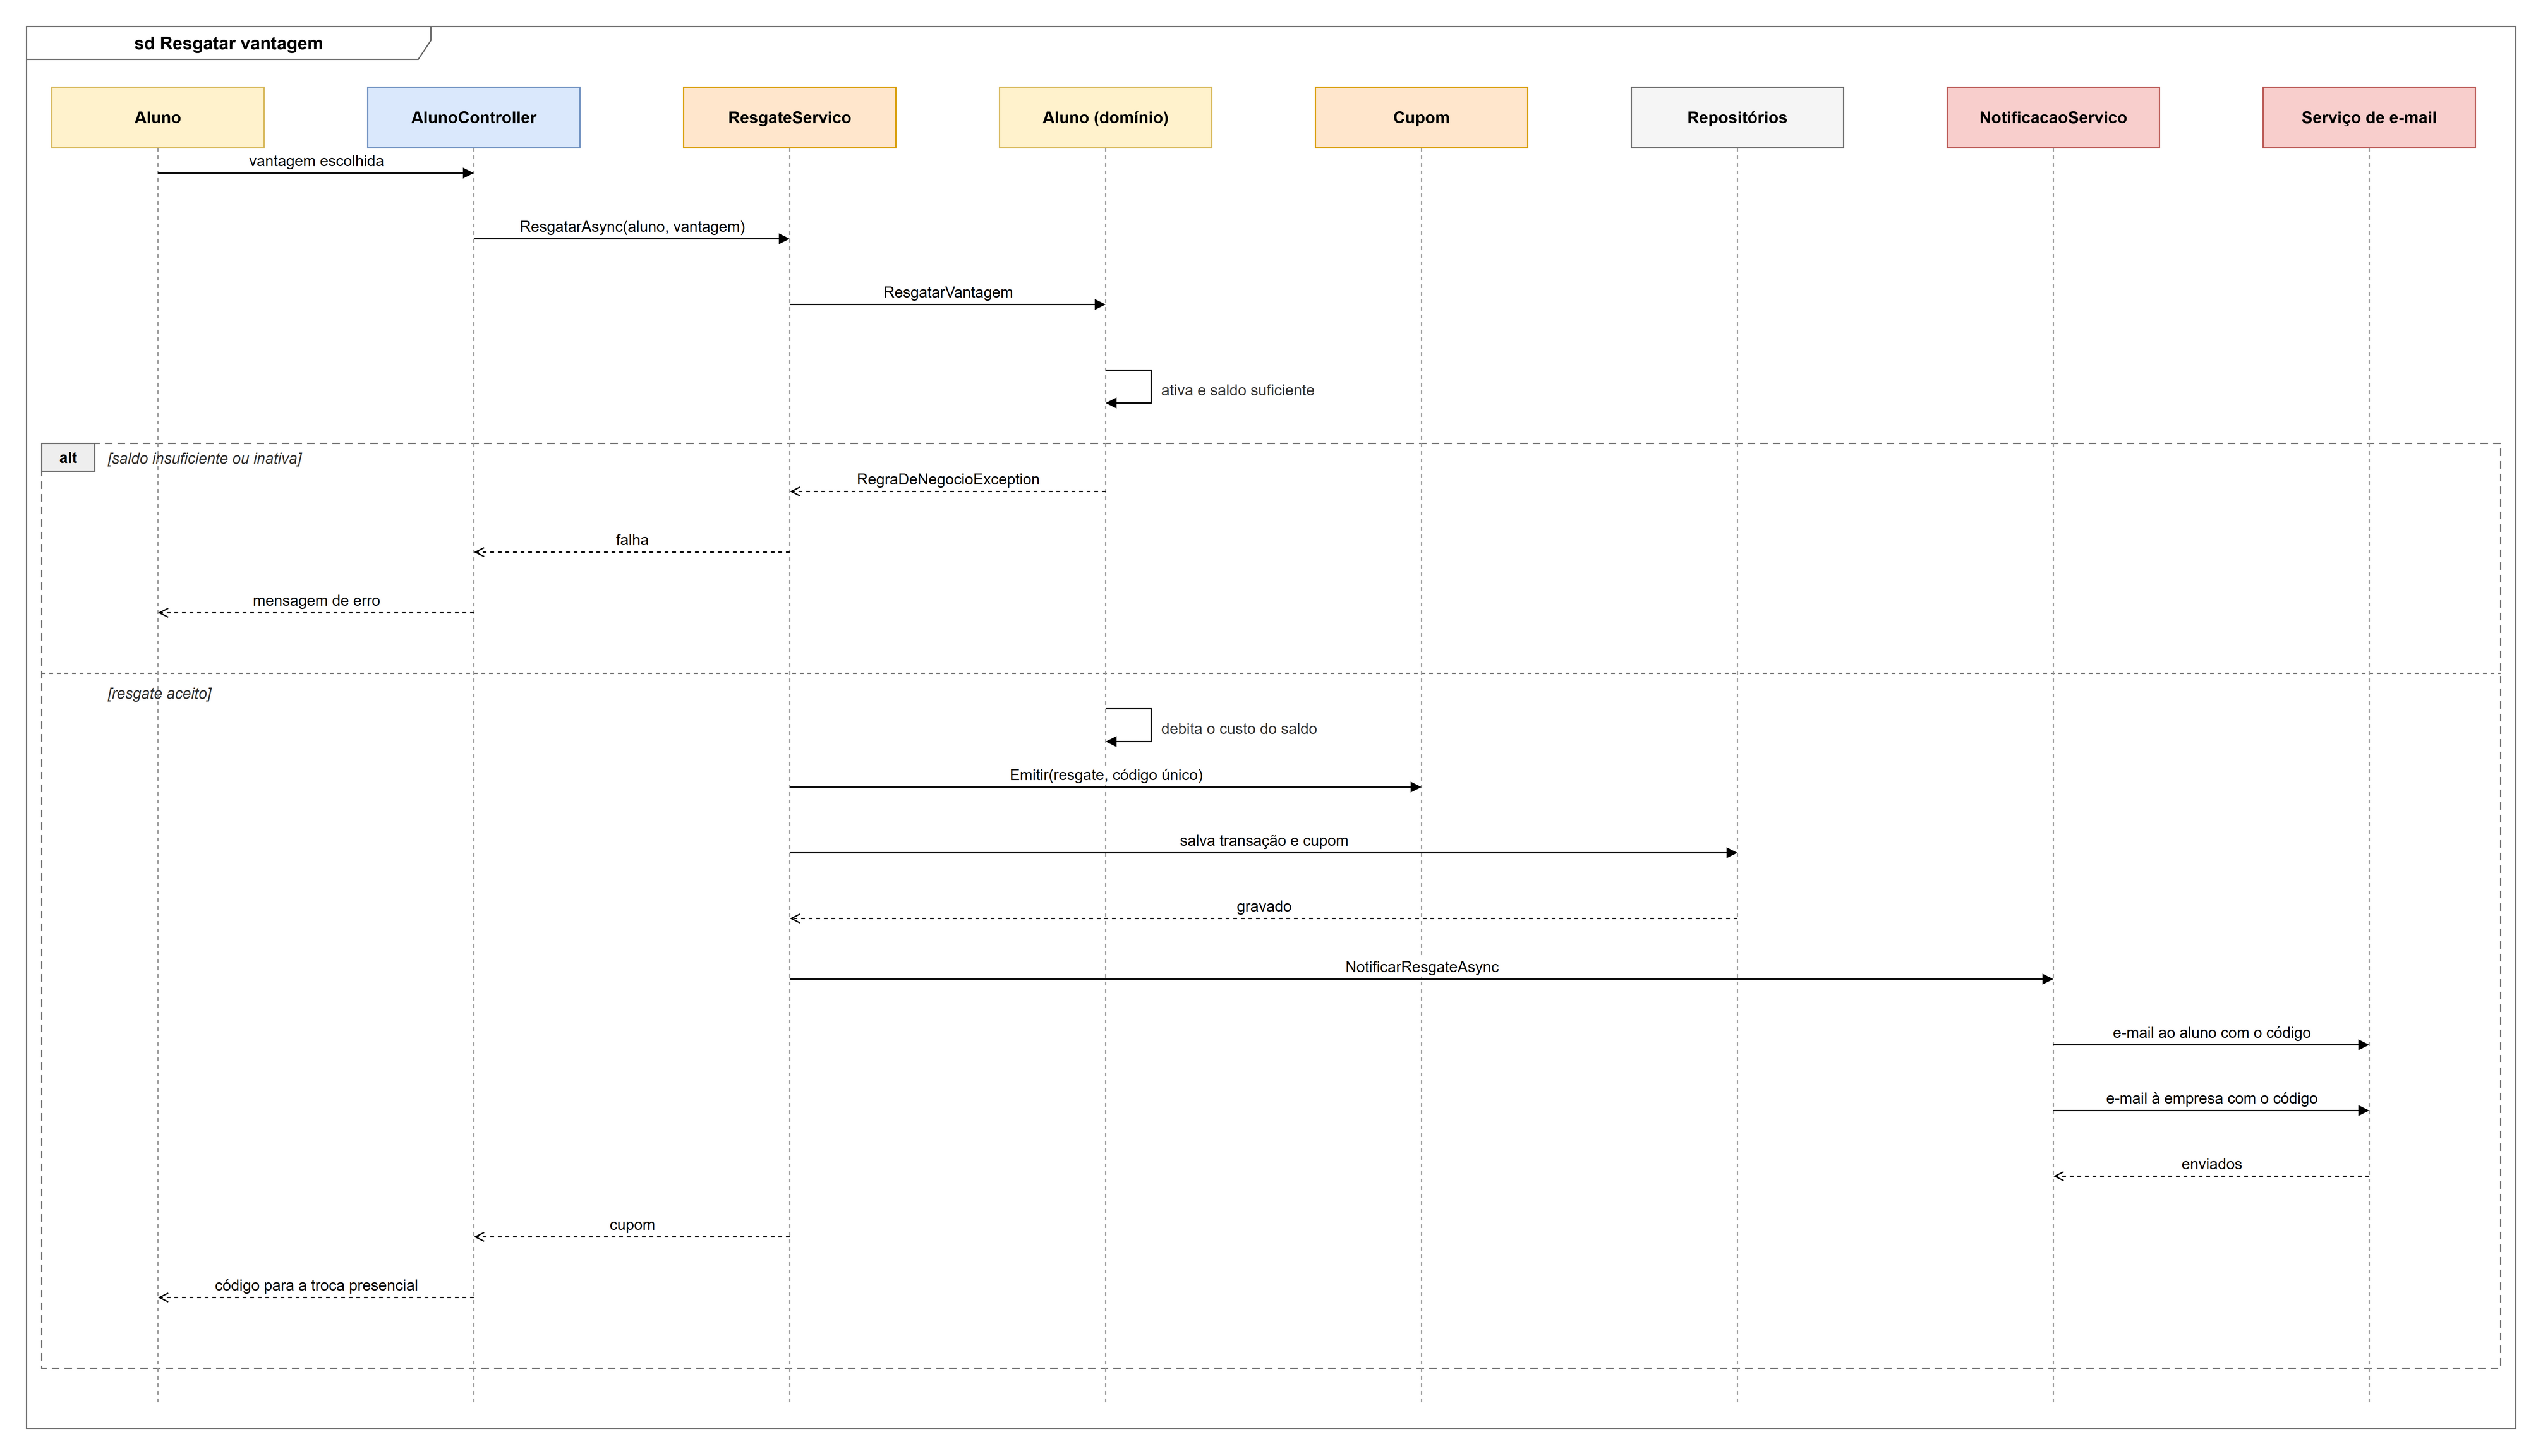 sd Resgatar vantagem
Aluno
AlunoController
ResgateServico
Aluno (domínio)
Cupom
Repositórios
NotificacaoServico
Serviço de e-mail
vantagem escolhida
ResgatarAsync(aluno, vantagem)
ResgatarVantagem
ativa e saldo suficiente
alt
[saldo insuficiente ou inativa]
RegraDeNegocioException
falha
mensagem de erro
[resgate aceito]
debita o custo do saldo
Emitir(resgate, código único)
salva transação e cupom
gravado
NotificarResgateAsync
e-mail ao aluno com o código
e-mail à empresa com o código
enviados
cupom
código para a troca presencial